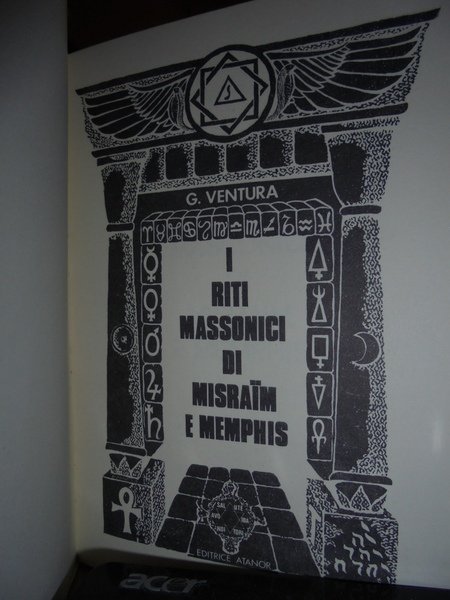 G. VENTURA
I
RITI
MASSONICI
DI
MISRAÏM
E MEMPHIS
EDITRICE ATANOR
acer